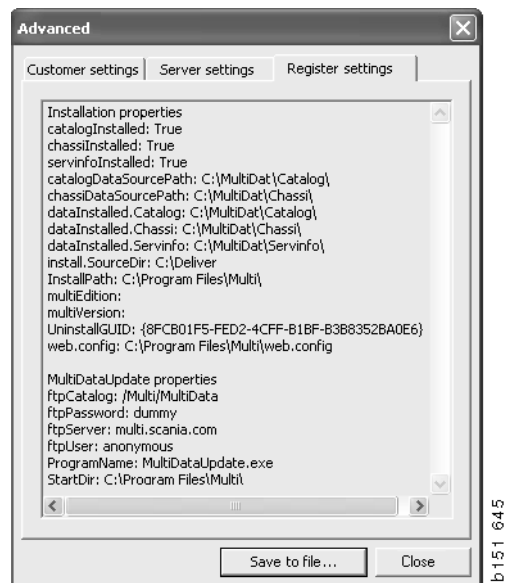 Advanced
Customer settings
Server settings
Register settings
Installation properties
catalogInstalled: True
chassiInstalled: True
servinfoInstalled: True
catalogDataSourcePath: C:\MultiDat\Catalog\
chassiDataSourcePath: C:\MultiDat\Chassi\
dataInstalled.Catalog: C:\MultiDat\Catalog\
dataInstalled.Chassi: C:\MultiDat\Chassi\
dataInstalled.Servinfo: C:\MultiDat\Servinfo\
install.SourceDir: C:\Deliver
InstallPath: C:\Program Files\Multi\
multiEdition:
multiVersion:
UninstallGUID: {8FCB01F5-FED2-4CFF-B1BF-B3B8352BA0E6}
web.config: C:\Program Files\Multi\web.config
MultiDataUpdate properties
ftpCatalog: /Multi/MultiData
ftpPassword: dummy
ftpServer: multi.scania.com
ftpUser: anonymous
ProgramName: MultiDataUpdate.exe
StartDir: C:\Program Files\Multi\
Save to file...
Close
b151 645